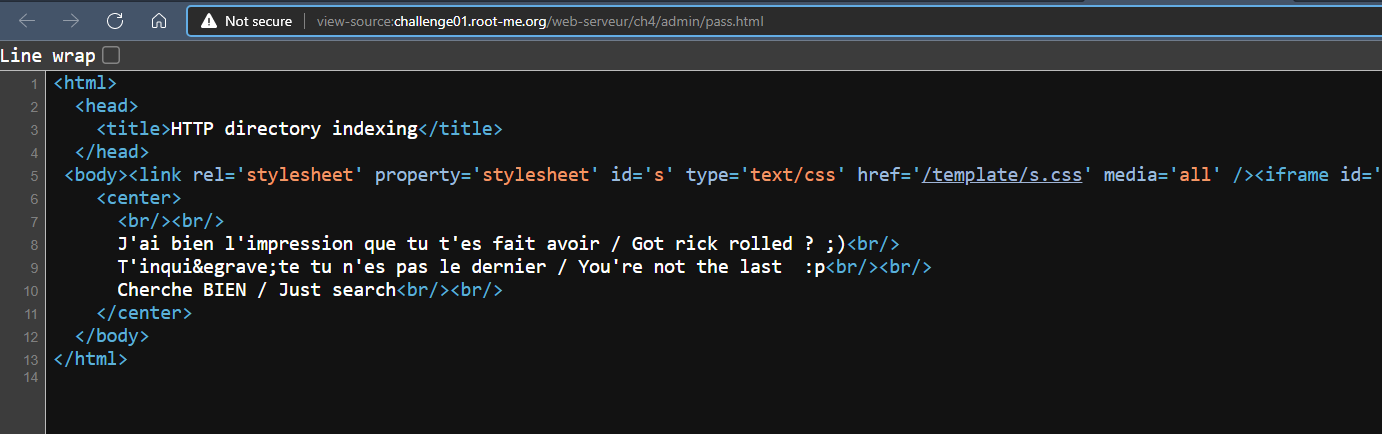 Not secure view-source:challenge01.root-me.org/web-serveur/ch4/admin/pass.html
Line wrap
1 <html>
2 <head>
3 <title>HTTP directory indexing</title>
4 </head>
5 <body><link rel='stylesheet' property='stylesheet' id='s' type='text/css' href='/template/s.css' media='all' /><iframe id='
6 <center>
7 <br/><br/>
8 J'ai bien l'impression que tu t'es fait avoir / Got rick rolled ? ;)<br/>
9 T'inqui&egrave;te tu n'es pas le dernier / You're not the last  :p<br/><br/>
10 Cherche BIEN / Just search<br/><br/>
11 </center>
12 </body>
13 </html>
14